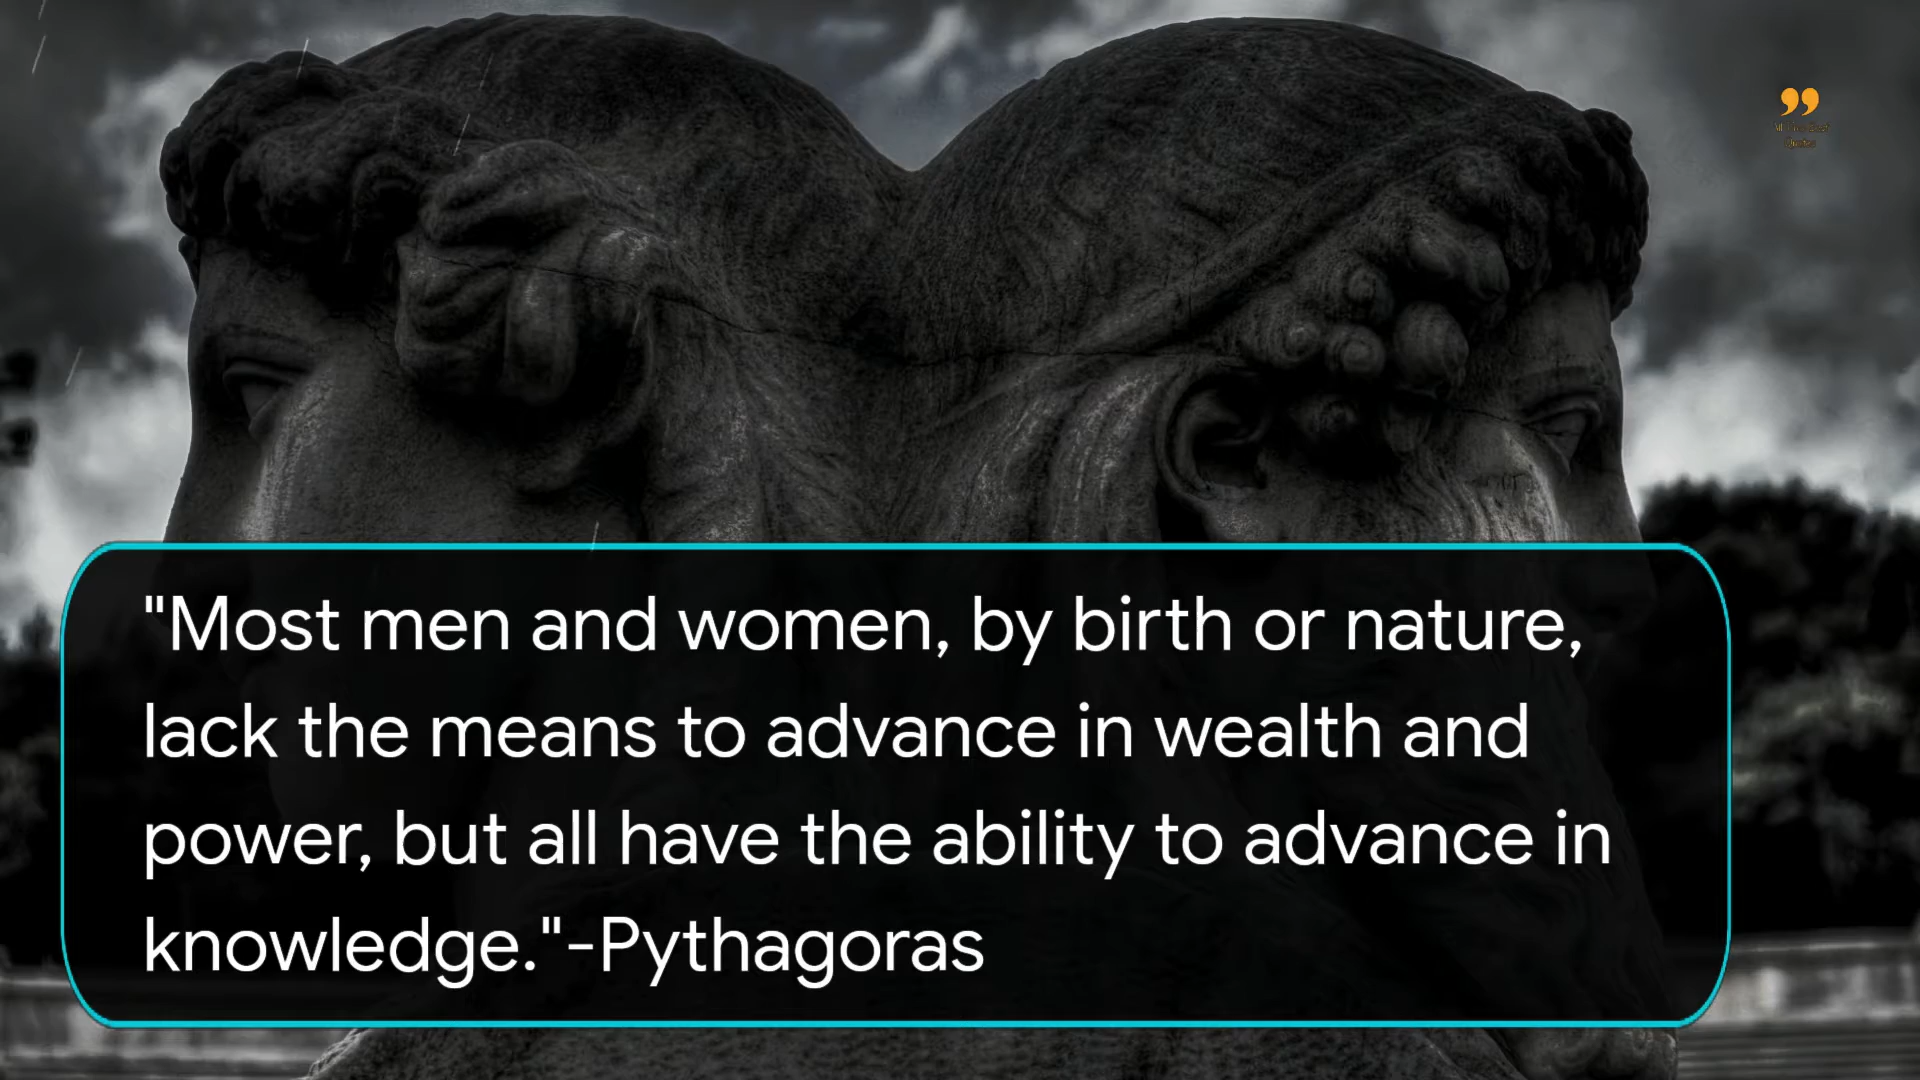 "Most men and women, by birth or nature,
lack the means to advance in wealth and
power, but all have the ability to advance in
knowledge."-Pythagoras
Quotes